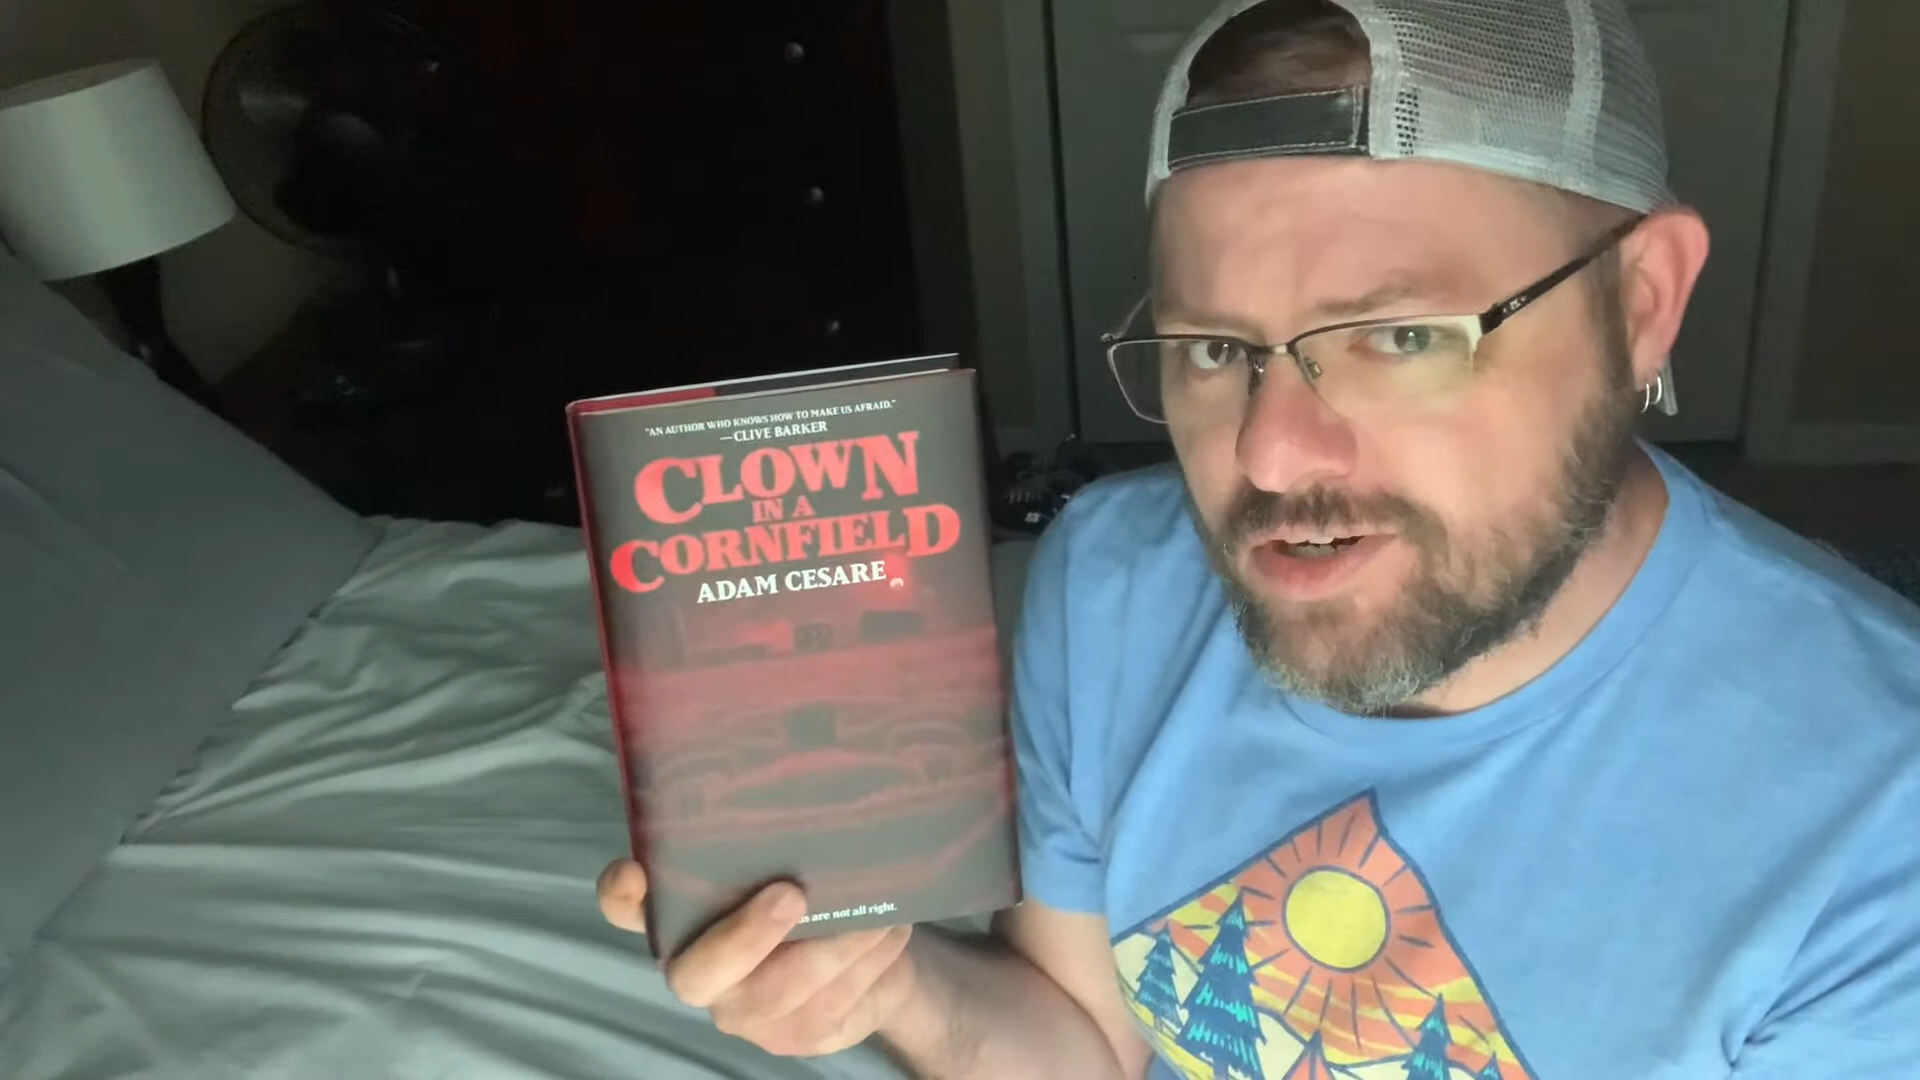 "AN AUTHOR WHO KNOWS HOW TO MAKE US AFRAID."
—CLIVE BARKER
CLOWN
IN A
CORNFIELD
ADAM CESARE
are not all right.